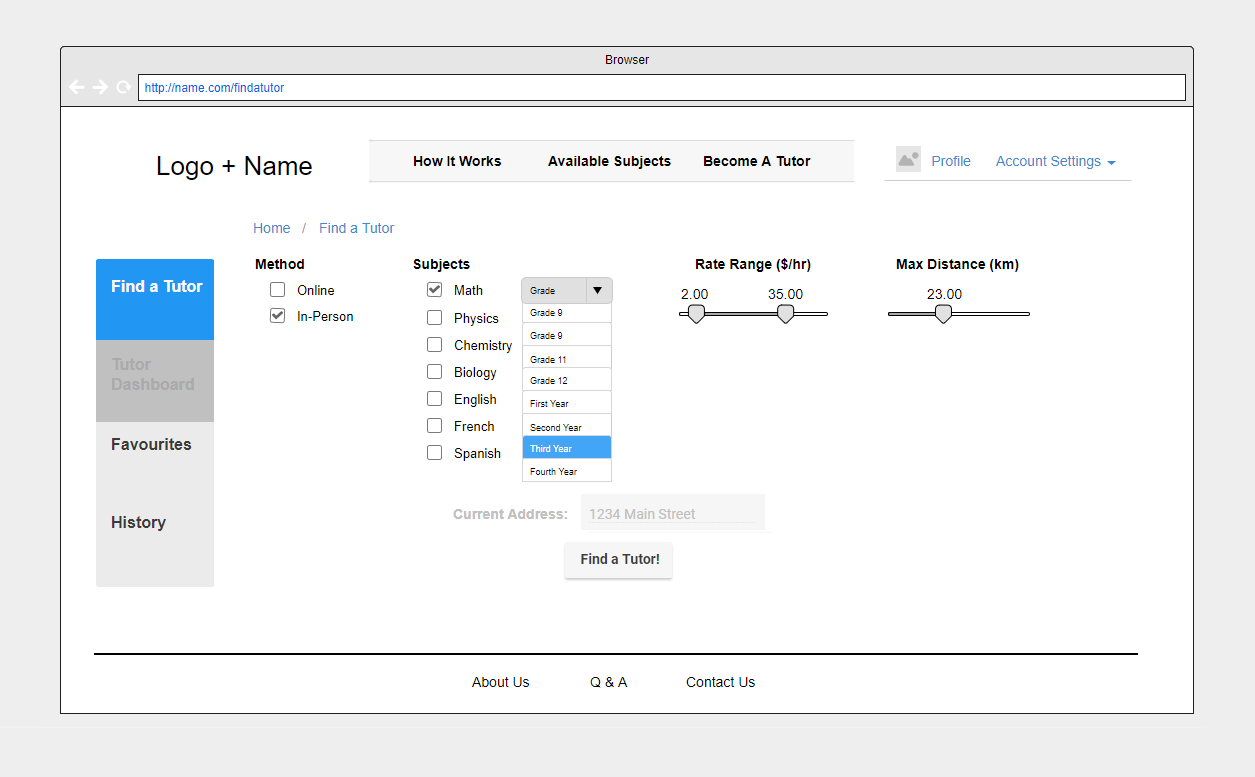 Browser
http://name.com/findatutor
Logo + Name
How It Works
Available Subjects
Become A Tutor
Profile
Account Settings
Home / Find a Tutor
Find a Tutor
Tutor
Dashboard
Favourites
History
Method
Online
In-Person
Subjects
Math
Physics
Chemistry
Biology
English
French
Spanish
Grade
Grade 9
Grade 9
Grade 11
Grade 12
First Year
Second Year
Third Year
Fourth Year
Rate Range ($/hr)
2.00
35.00
Max Distance (km)
23.00
Current Address:
1234 Main Street
Find a Tutor!
About Us
Q & A
Contact Us